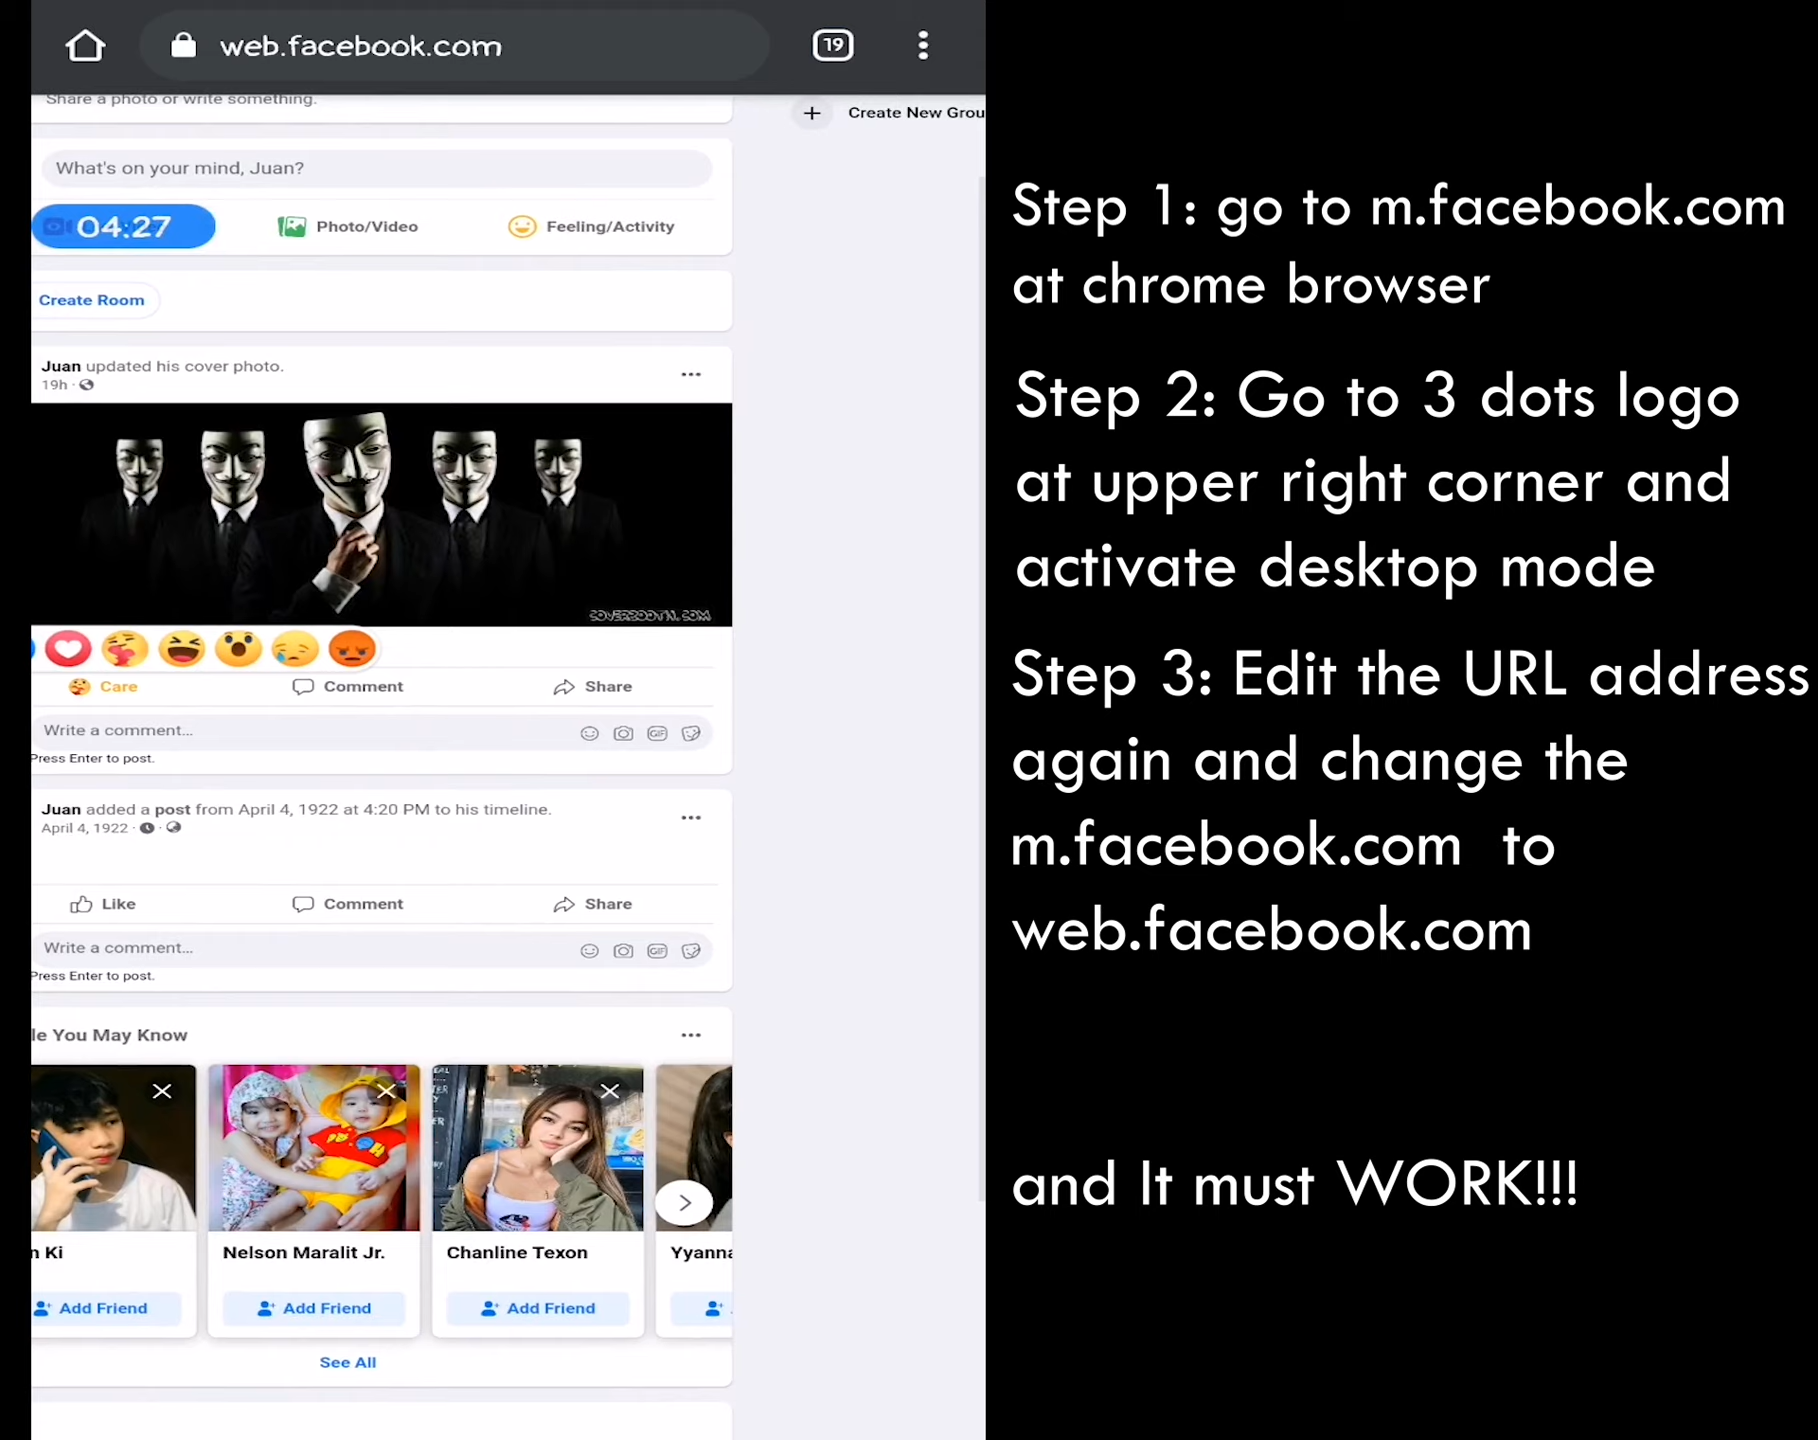 web.facebook.com
19
Share a photo or write something.
Create New Grou
What's on your mind, Juan?
04:27
Photo/Video
Feeling/Activity
Create Room
Juan updated his cover photo.
19h ·
COVERBOOTH.COM
Care
Comment
Share
Write a comment...
GIF
Press Enter to post.
Juan added a post from April 4, 1922 at 4:20 PM to his timeline.
April 4, 1922 · ·
Like
Comment
Share
Write a comment...
GIF
Press Enter to post.
le You May Know
n Ki
Nelson Maralit Jr.
Chanline Texon
Yyanna
Add Friend
Add Friend
Add Friend
See All
Step 1: go to m.facebook.com
at chrome browser
Step 2: Go to 3 dots logo
at upper right corner and
activate desktop mode
Step 3: Edit the URL address
again and change the
m.facebook.com to
web.facebook.com
and It must WORK!!!